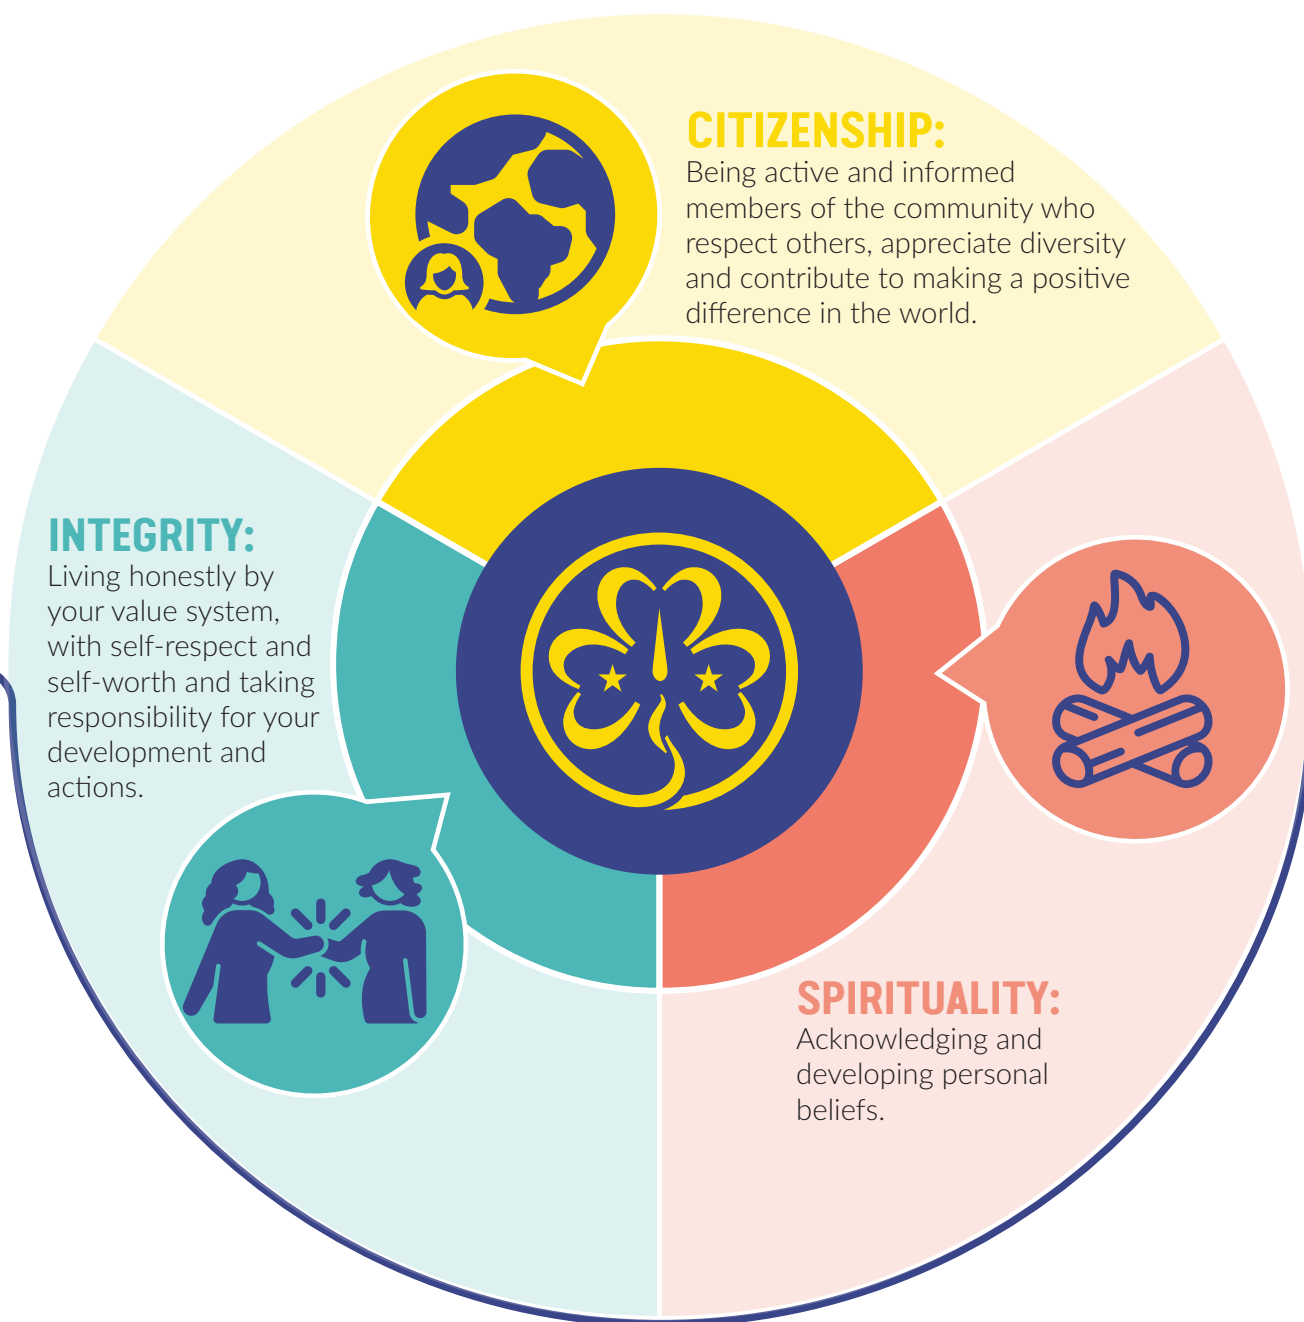 CITIZENSHIP:
Being active and informed
members of the community who
respect others, appreciate diversity
and contribute to making a positive
difference in the world.
INTEGRITY:
Living honestly by
your value system,
with self-respect and
self-worth and taking
responsibility for your
development and
actions.
SPIRITUALITY:
Acknowledging and
developing personal
beliefs.